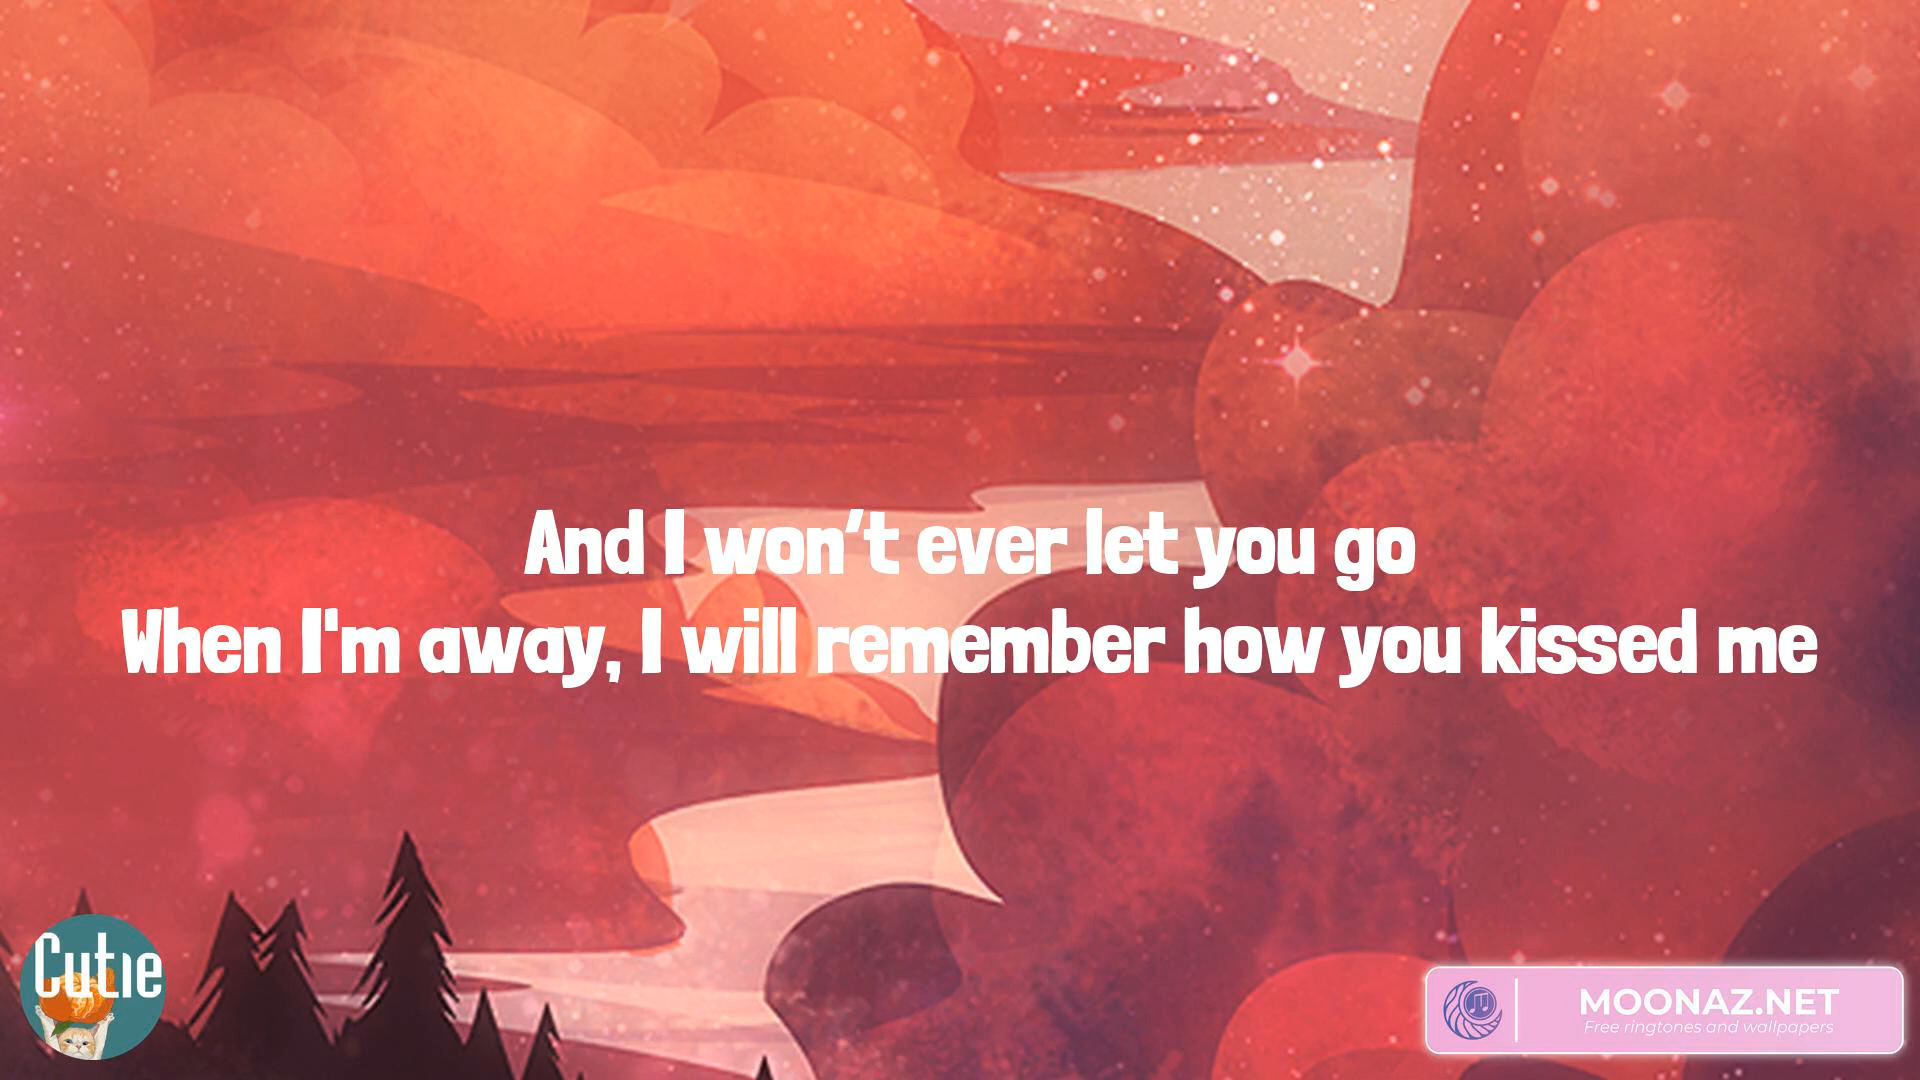 And I won't ever let you go
When I'm away, I will remember how you kissed me
Cutie
MOONAZ.NET
Free ringtones and wallpapers